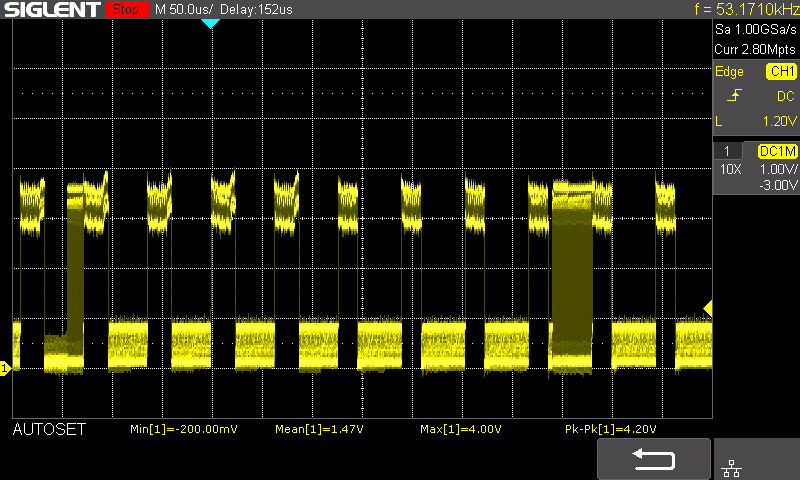 SIGLENT Stop M 50.0us/ Delay:152us f = 53.1710kHz
Sa 1.00GSa/s
Curr 2.80Mpts
Edge CH1
DC
L 1.20V
1 DC1M
10X 1.00V/
-3.00V
1
AUTOSET Min[1]=-200.00mV Mean[1]=1.47V Max[1]=4.00V Pk-Pk[1]=4.20V